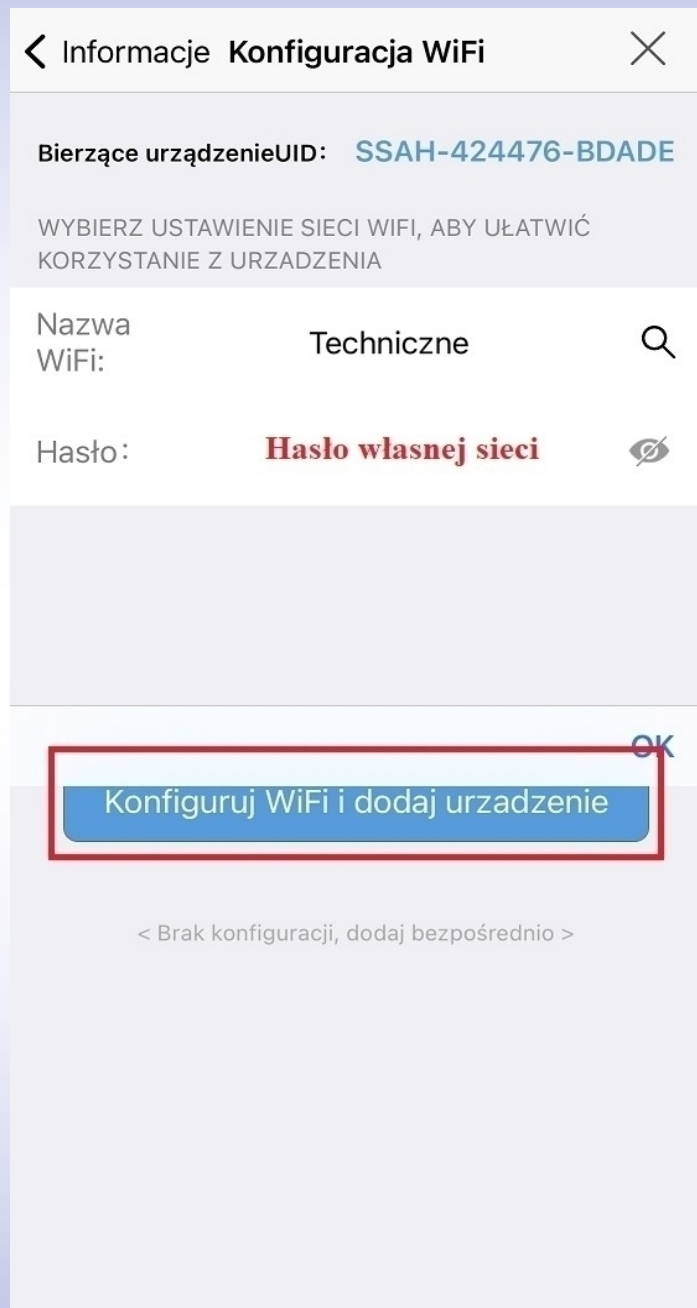 Informacje Konfiguracja WiFi
Bierzące urządzenieUID: SSAH-424476-BDADE
WYBIERZ USTAWIENIE SIECI WIFI, ABY UŁATWIĆ
KORZYSTANIE Z URZADZENIA
Nazwa
WiFi:
Techniczne
Hasło: Hasło własnej sieci
OK
Konfiguruj WiFi i dodaj urzadzenie
< Brak konfiguracji, dodaj bezpośrednio >